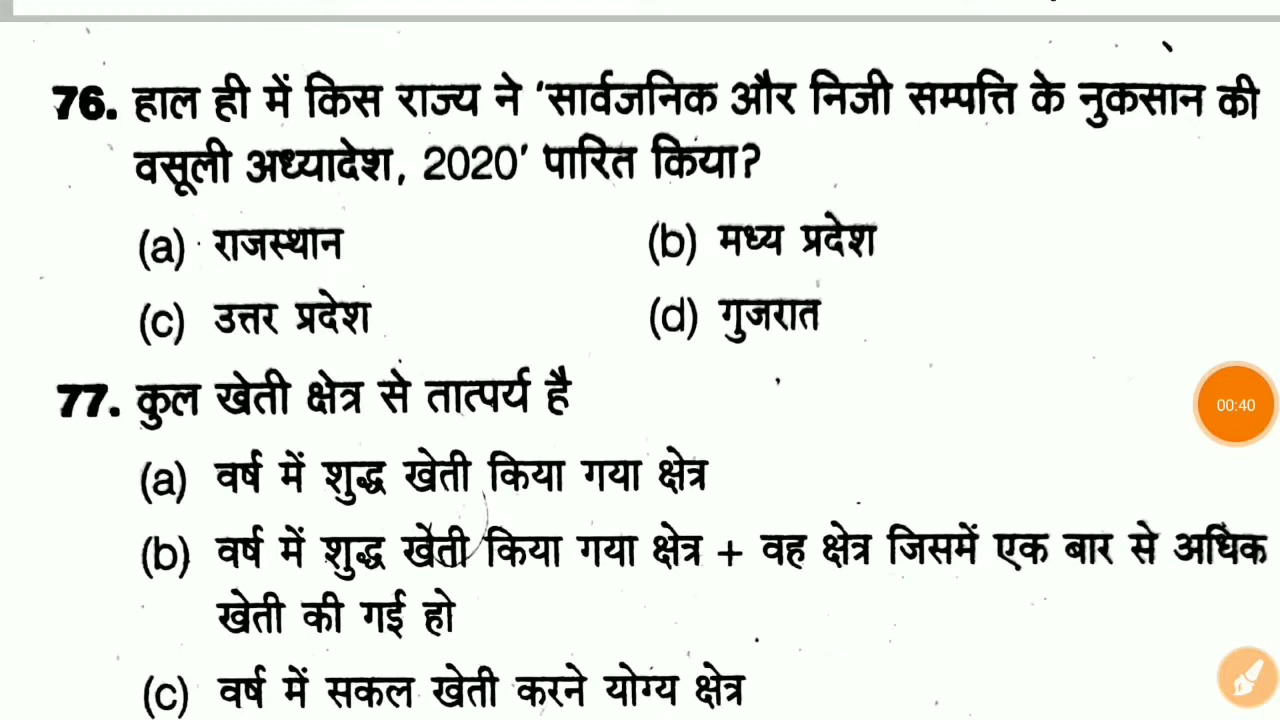 76. हाल ही में किस राज्य ने 'सार्वजनिक और निजी सम्पत्ति के नुकसान की
वसूली अध्यादेश, 2020' पारित किया?
(a) राजस्थान (b) मध्य प्रदेश
(c) उत्तर प्रदेश (d) गुजरात
77. कुल खेती क्षेत्र से तात्पर्य है
00:40
(a) वर्ष में शुद्ध खेती किया गया क्षेत्र
(b) वर्ष में शुद्ध खेती किया गया क्षेत्र + वह क्षेत्र जिसमें एक बार से अधिक
खेती की गई हो
(c) वर्ष में सकल खेती करने योग्य क्षेत्र